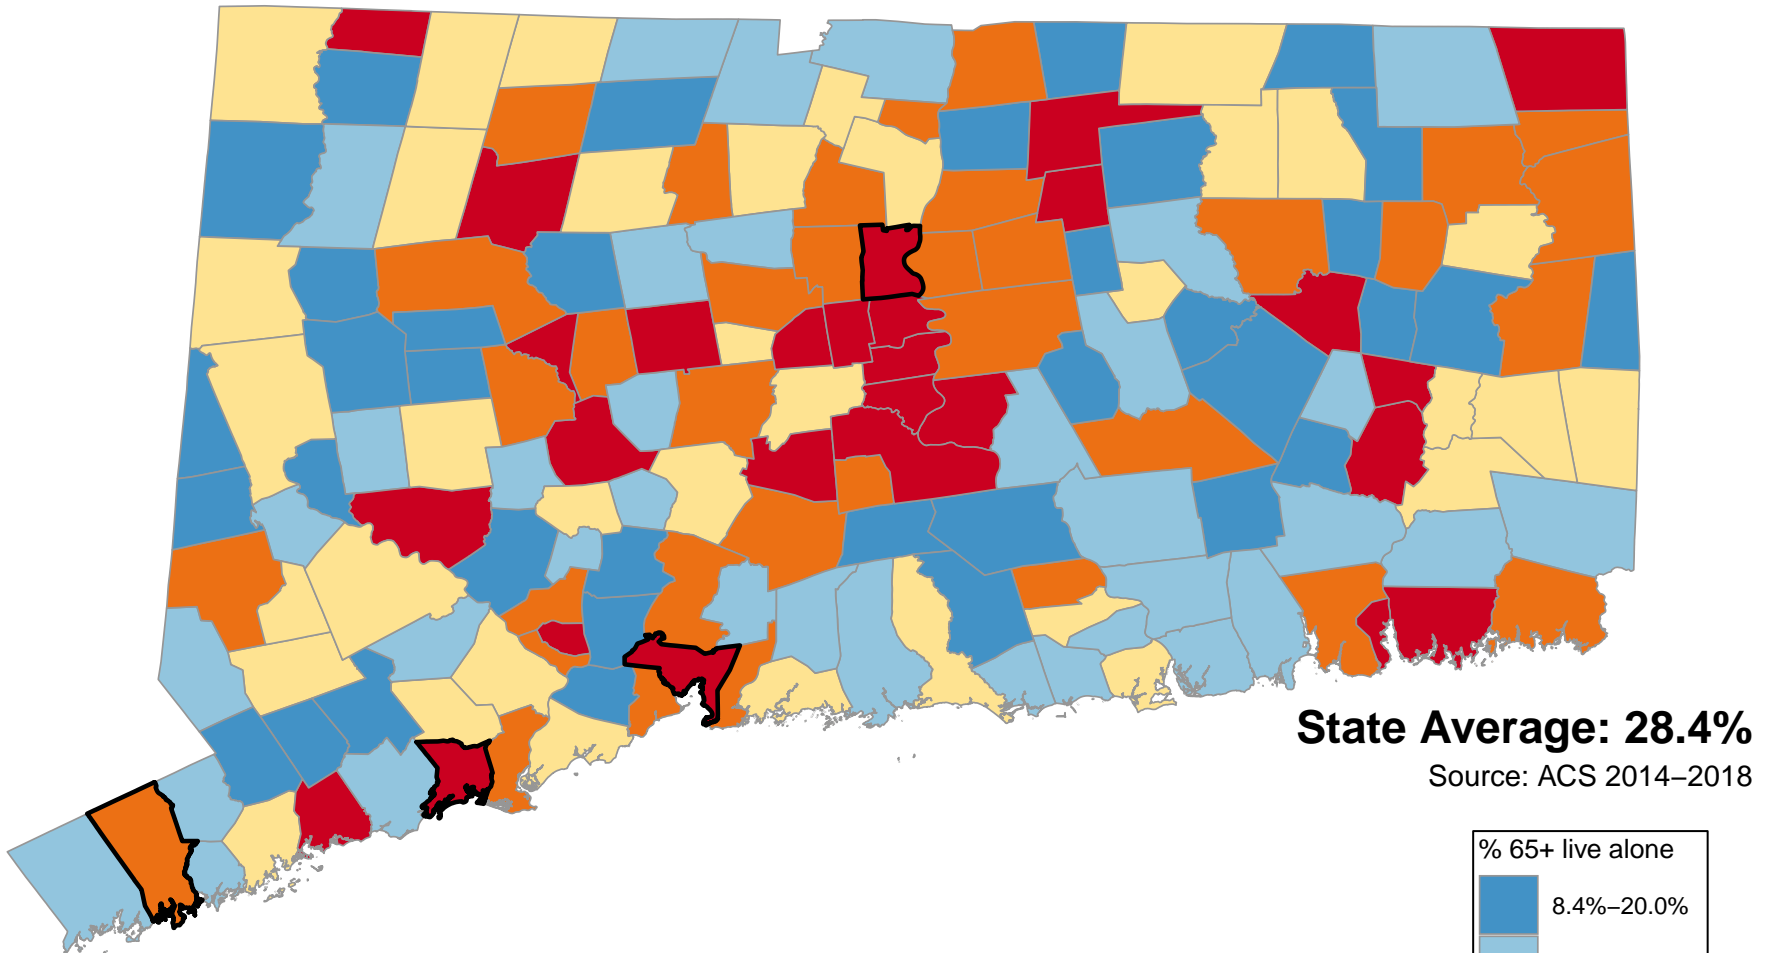 State Average: 28.4%
Source: ACS 2014–2018
% 65+ live alone
8.4%–20.0%